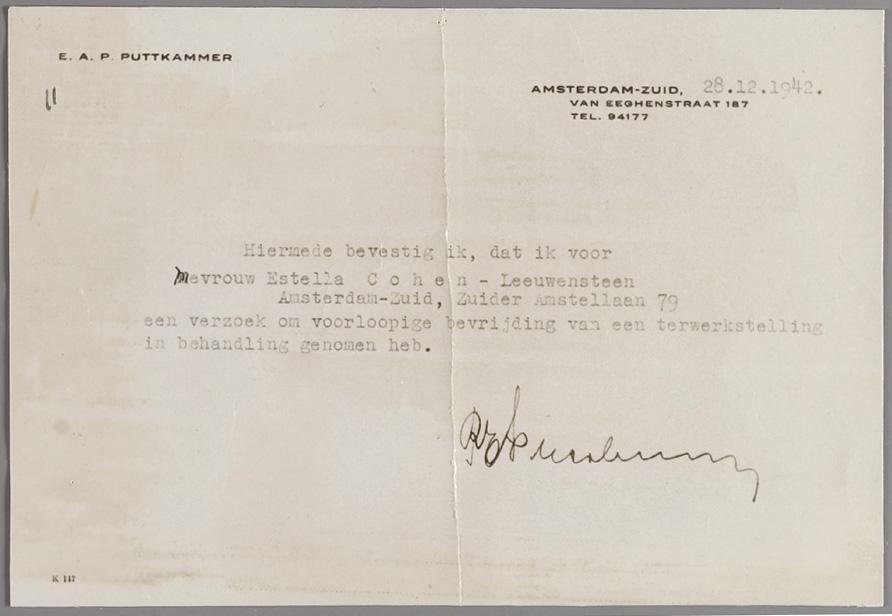 E. A. P. PUTTKAMMER
AMSTERDAM-ZUID, 28.12.1942.
VAN EEGHENSTRAAT 187
TEL. 94177
Hiermede bevestig ik, dat ik voor
mevrouw Estella C o h e n - Leeuwensteen
Amsterdam-Zuid, Zuider Amstellaan 79
een verzoek om voorloopige bevrijding van een terwerkstelling
in behandling genomen heb.
K 117